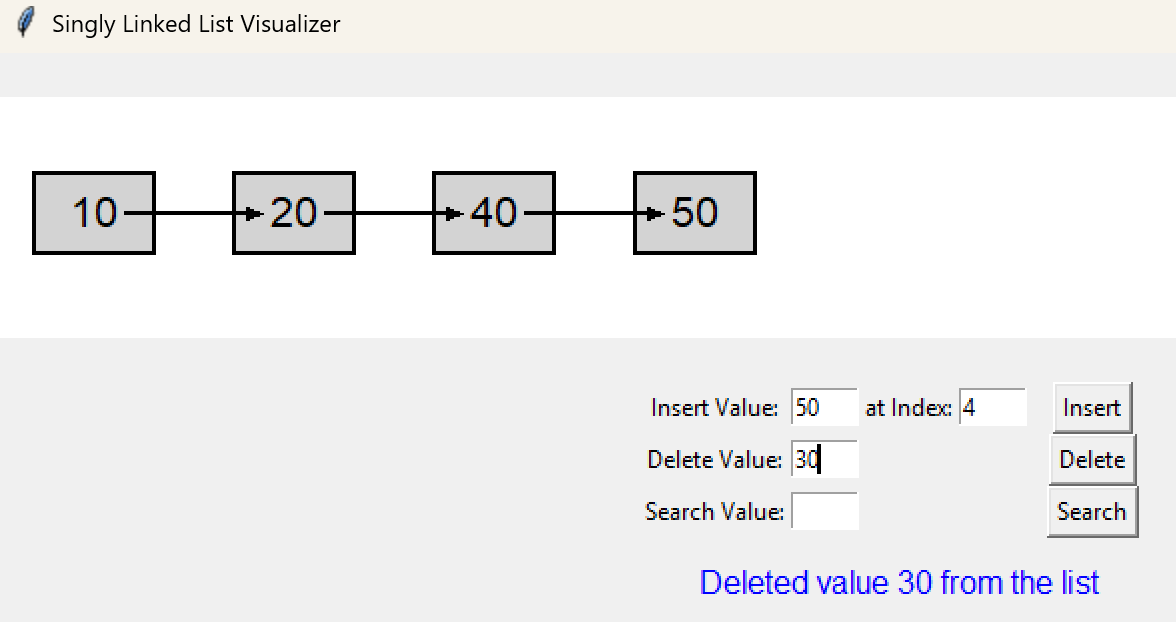 Singly Linked List Visualizer
10 20 40 50
Insert Value: 50 at Index: 4 Insert
Delete Value: 30 Delete
Search Value: Search
Deleted value 30 from the list